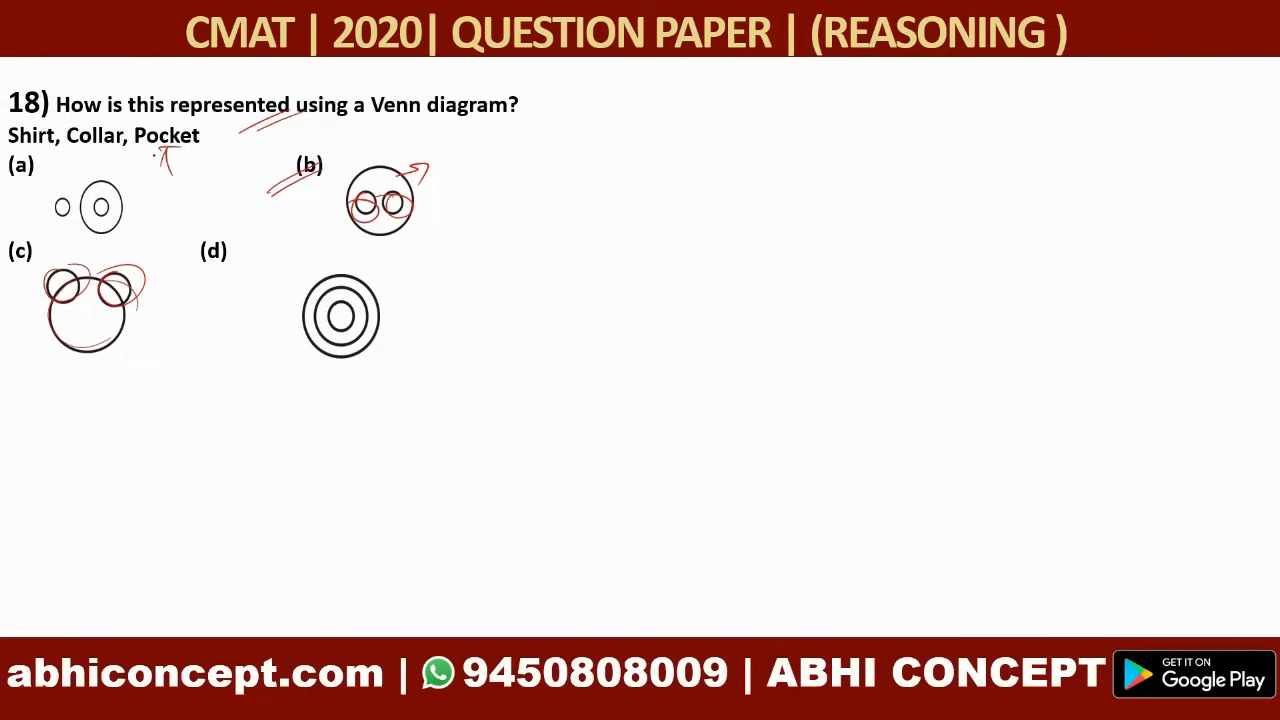 CMAT | 2020| QUESTION PAPER | (REASONING )
18) How is this represented using a Venn diagram?
Shirt, Collar, Pocket
(a) (b)
(c) (d)
abhiconcept.com | 9450808009 | ABHI CONCEPT
GET IT ON
Google Play